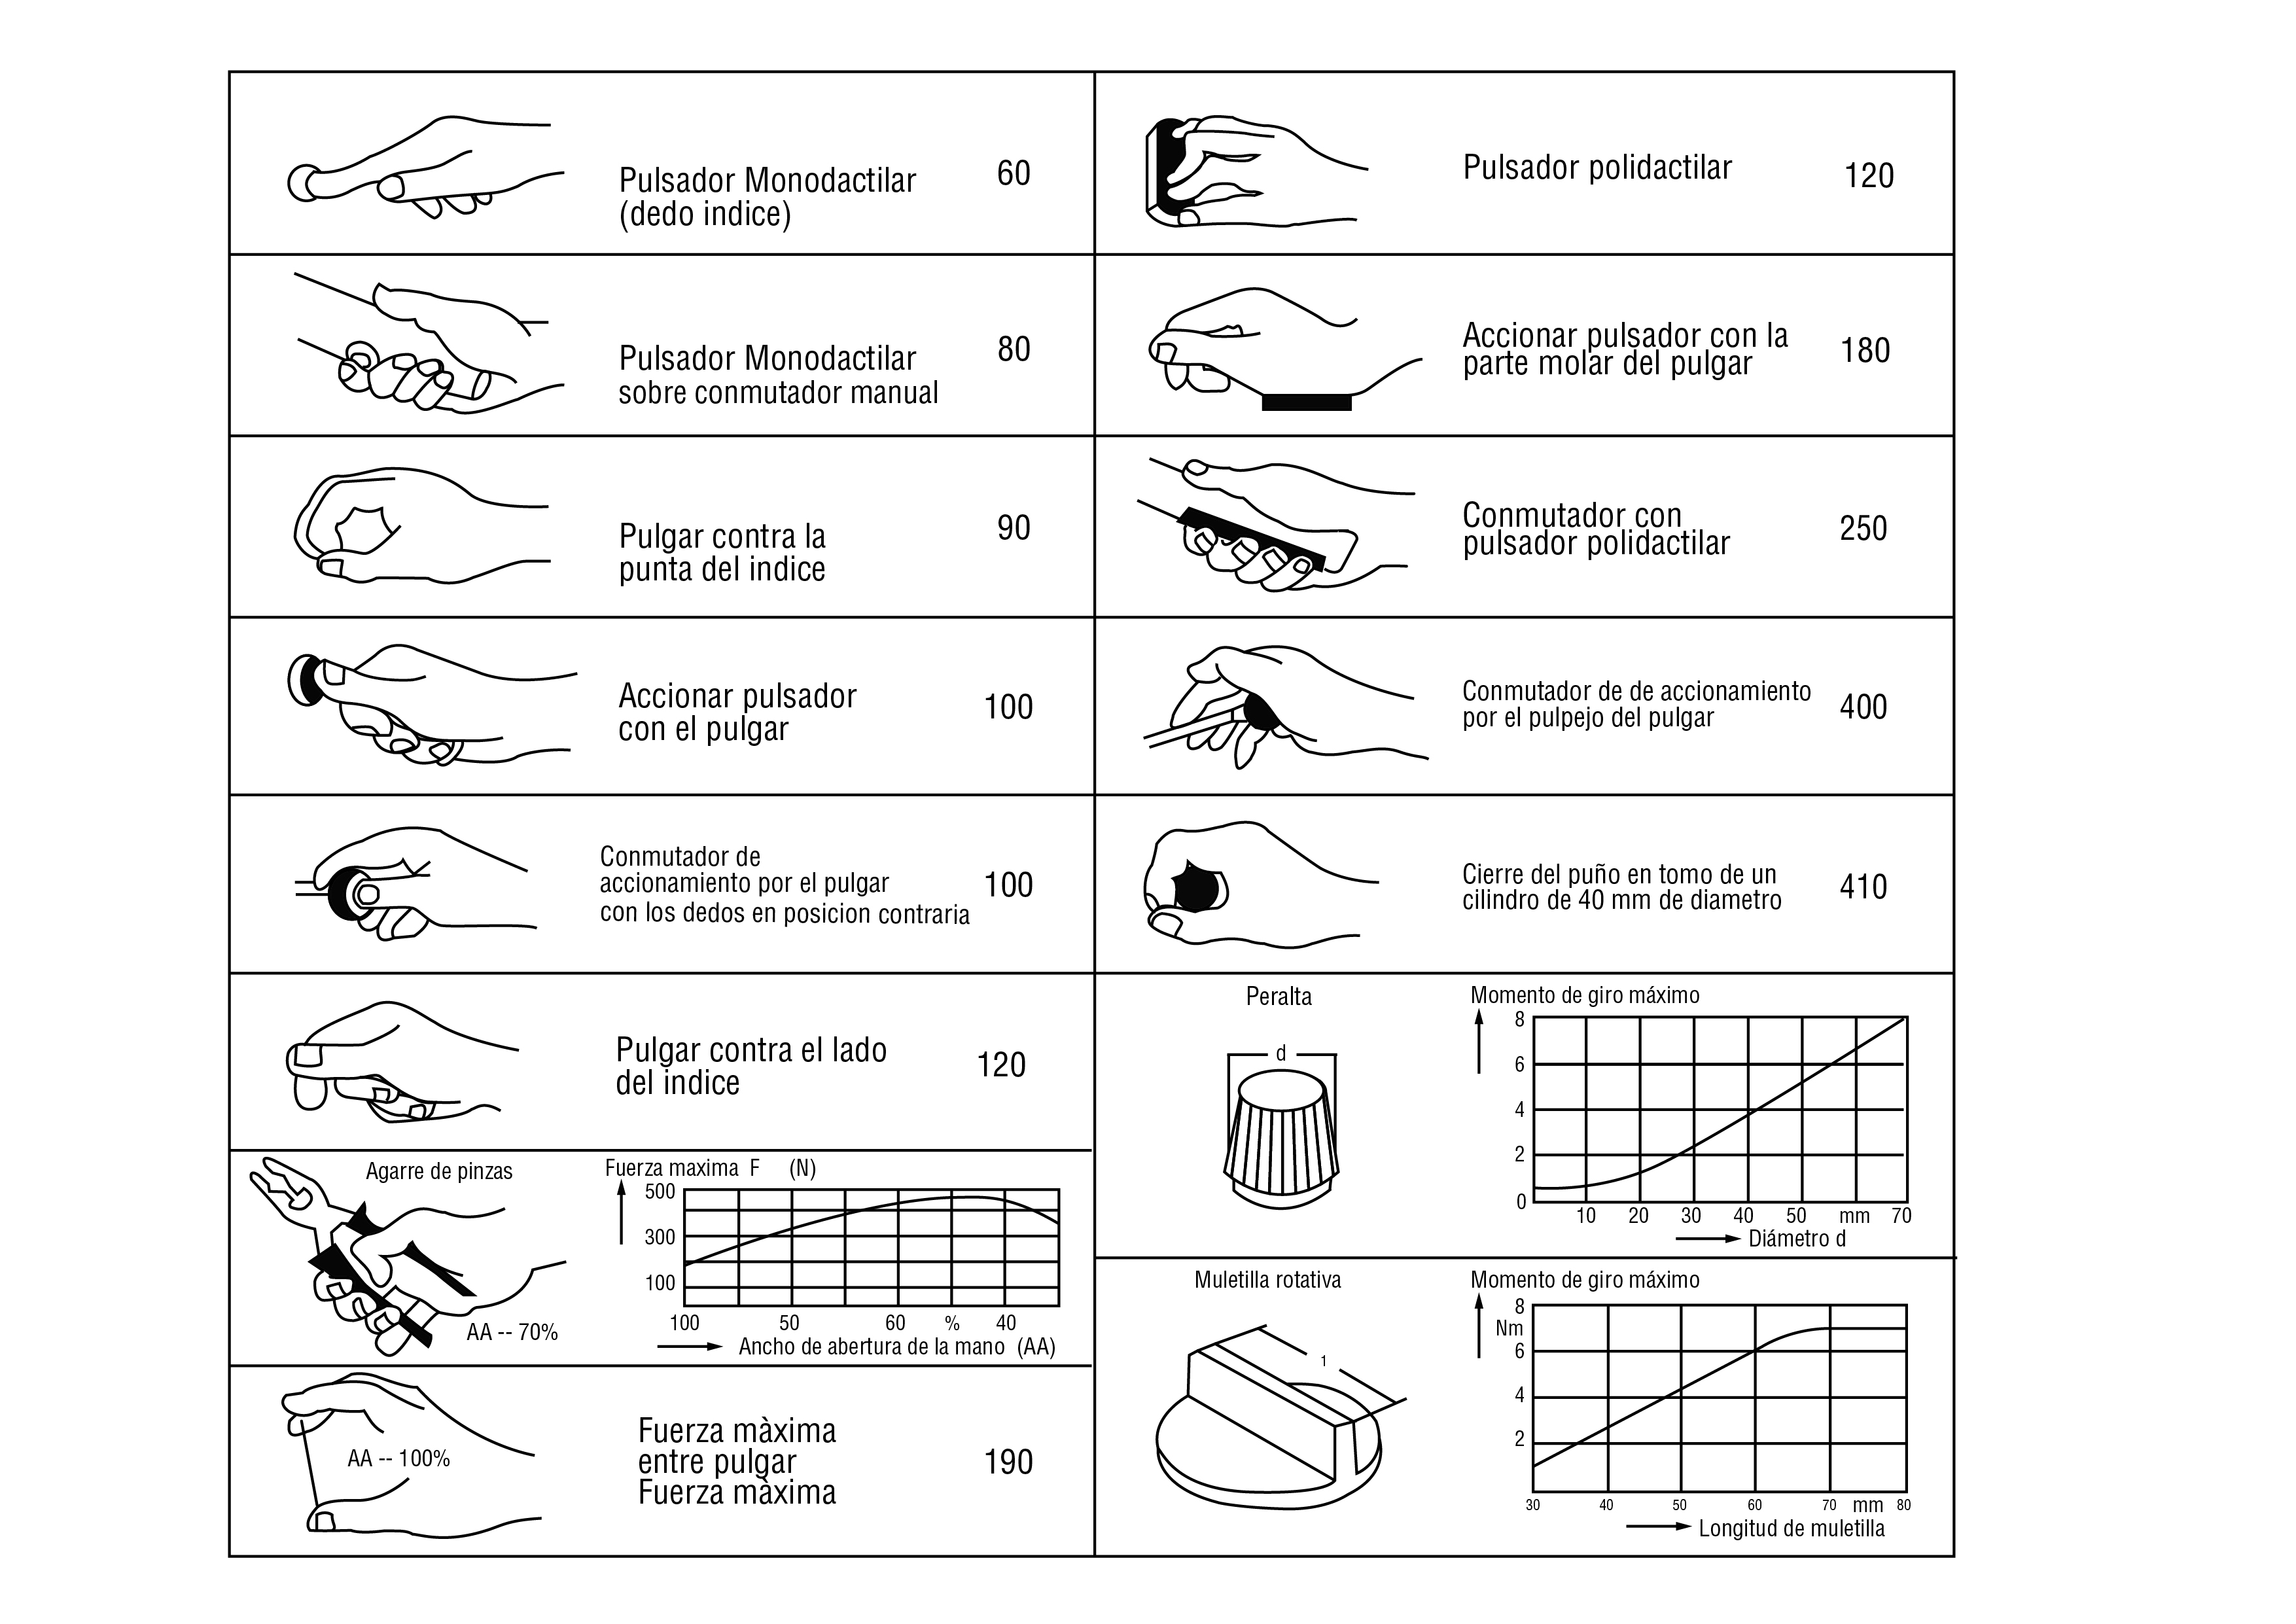 Pulsador Monodactilar
(dedo indice)
60
Pulsador Monodactilar
sobre conmutador manual
80
Pulgar contra la
punta del indice
90
Accionar pulsador
con el pulgar
100
Conmutador de
accionamiento por el pulgar
con los dedos en posicion contraria
100
Pulgar contra el lado
del indice
120
Agarre de pinzas
AA -- 70%
Fuerza maxima F (N)
500
300
100
100 50 60 % 40
Ancho de abertura de la mano (AA)
AA -- 100%
Fuerza màxima
entre pulgar
Fuerza màxima
190
Pulsador polidactilar
120
Accionar pulsador con la
parte molar del pulgar
180
Conmutador con
pulsador polidactilar
250
Conmutador de de accionamiento
por el pulpejo del pulgar
400
Cierre del puño en tomo de un
cilindro de 40 mm de diametro
410
Peralta
d
Momento de giro máximo
8
6
4
2
0
10 20 30 40 50 mm 70
Diámetro d
Muletilla rotativa
1
Momento de giro máximo
8
Nm
6
4
2
30 40 50 60 70 mm 80
Longitud de muletilla